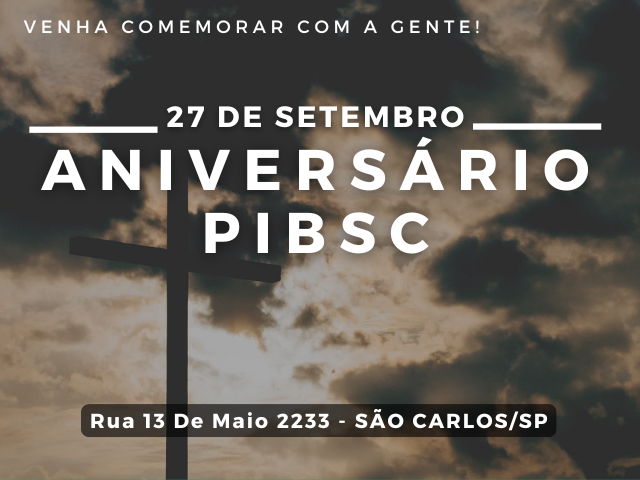 VENHA COMEMORAR COM A GENTE!
27 DE SETEMBRO
ANIVERSÁRIO
PIBSC
Rua 13 De Maio 2233 - SÃO CARLOS/SP